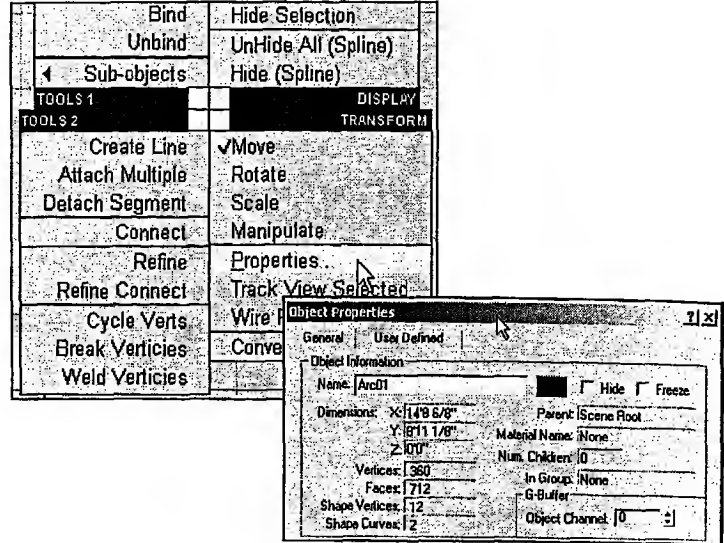 Bind
Unbind
Sub-objects
TOOLS 1
TOOLS 2
Create Line
Attach Multiple
Detach Segment
Connect
Refine
Refine Connect
Cycle Verts
Break Verticies
Weld Verticies
Hide Selection
UnHide All (Spline)
Hide (Spline)
DISPLAY
TRANSFORM
Move
Rotate
Scale
Manipulate
Properties...
Track View Selected...
Wire
Conve
Object Properties
General User Defined
Object Information
Name: Arc01 Hide Freeze
Dimensions: X: 14'8 6/8"
Y: 8'11 1/8"
Z: 0'0"
Vertices: 360
Faces: 712
Shape Vertices: 12
Shape Curves: 2
Parent: Scene Root
Material Name: None
Num. Children: 0
In Group: None
G-Buffer
Object Channel: 0